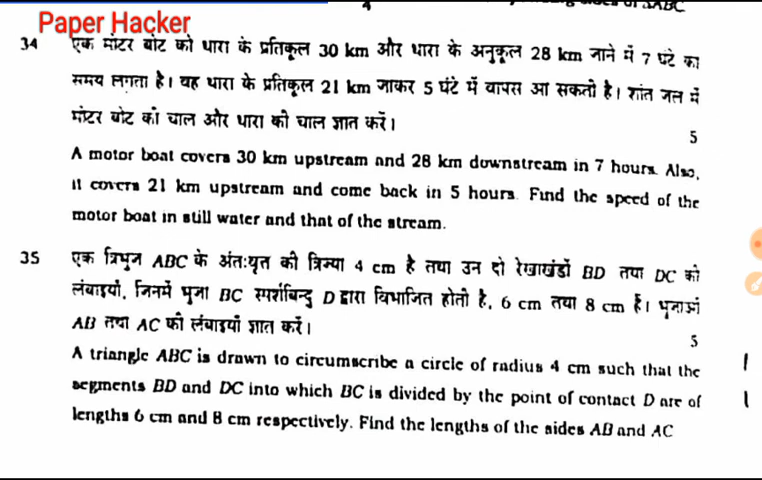 4
Paper Hacker
34 एक मोटर बोट को धारा के प्रतिकूल 30 km और धारा के अनुकूल 28 km जाने में 7 घंटे का
समय लगता है। यह धारा के प्रतिकूल 21 km जाकर 5 घंटे में वापस आ सकती है। शांत जल में
मोटर बोट की चाल और धारा की चाल ज्ञात करें।
5
A motor boat covers 30 km upstream and 28 km downstream in 7 hours. Also,
it covers 21 km upstream and come back in 5 hours. Find the speed of the
motor boat in still water and that of the stream.
35 एक त्रिभुज ABC के अंतःवृत की त्रिज्या 4 cm है तथा उन दो रेखाखंडों BD तथा DC की
लंबाइयाँ, जिनमें भुजा BC स्पर्शबिन्दु D द्वारा विभाजित होती है, 6 cm तथा 8 cm हैं। भुजाओं
AB तथा AC की लंबाइयाँ ज्ञात करें।
5
A triangle ABC is drawn to circumscribe a circle of radius 4 cm such that the
segments BD and DC into which BC is divided by the point of contact D are of
lengths 6 cm and 8 cm respectively. Find the lengths of the sides AB and AC